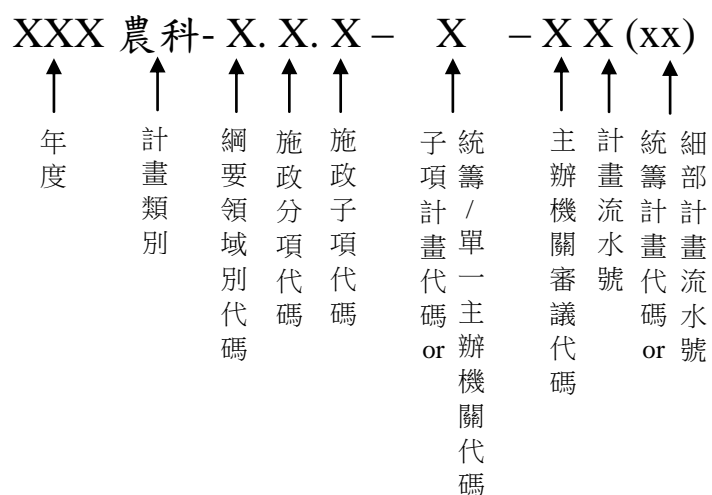 XXX 農科- X. X. X – X – X X (xx)
年度
計畫類別
綱要領域別代碼
施政分項代碼
施政子項代碼
子項計畫代碼 or
統籌/單一主辦機關代碼
主辦機關審議代碼
計畫流水號
統籌計畫代碼 or
細部計畫流水號